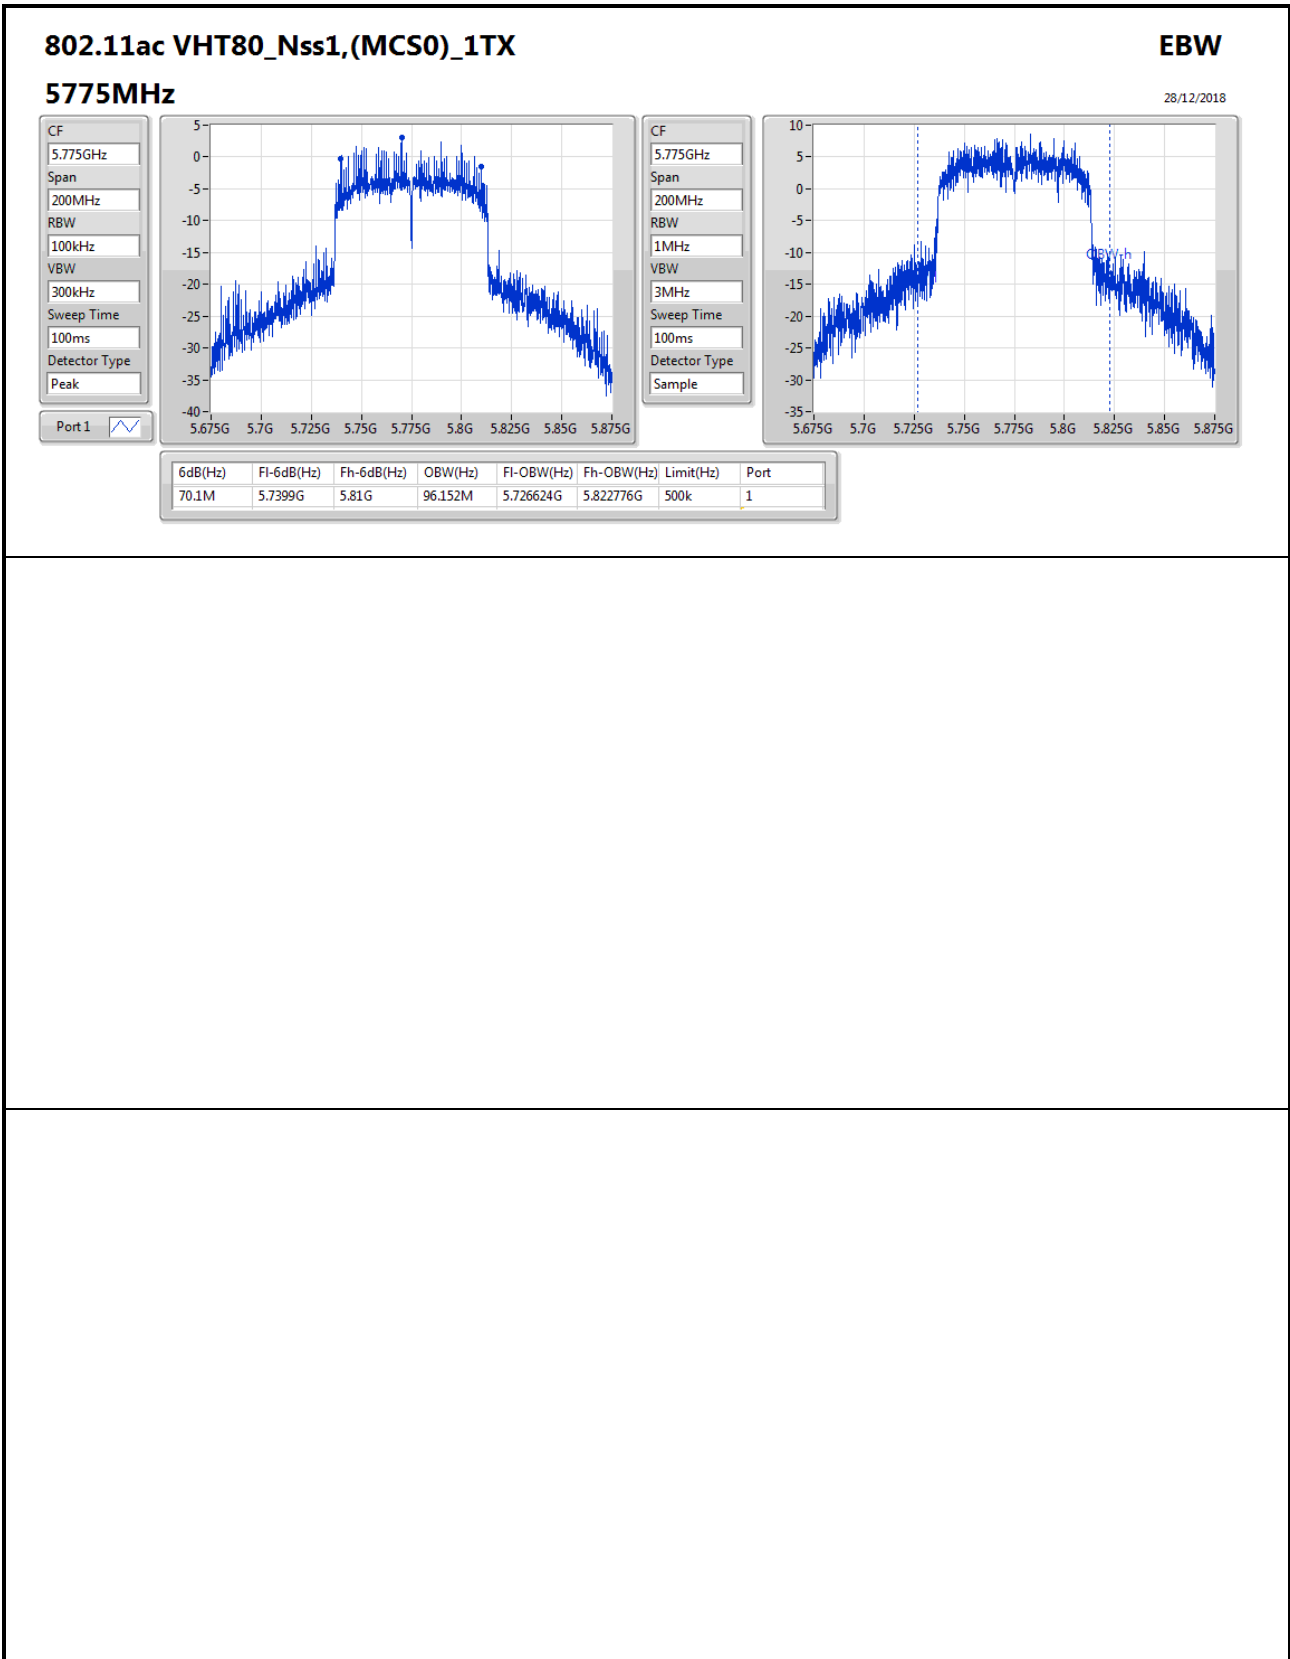 802.11ac VHT80_Nss1,(MCS0)_1TX
EBW
5775MHz
28/12/2018
CF
5.775GHz
Span
200MHz
RBW
100kHz
VBW
300kHz
Sweep Time
100ms
Detector Type
Peak
Port 1
5
0
-5
-10
-15
-20
-25
-30
-35
-40
5.675G 5.7G 5.725G 5.75G 5.775G 5.8G 5.825G 5.85G 5.875G
CF
5.775GHz
Span
200MHz
RBW
1MHz
VBW
3MHz
Sweep Time
100ms
Detector Type
Sample
10
5
0
-5
-10
-15
-20
-25
-30
-35
OBW-h
5.675G 5.7G 5.725G 5.75G 5.775G 5.8G 5.825G 5.85G 5.875G
6dB(Hz) Fl-6dB(Hz) Fh-6dB(Hz) OBW(Hz) Fl-OBW(Hz) Fh-OBW(Hz) Limit(Hz) Port
70.1M 5.7399G 5.81G 96.152M 5.726624G 5.822776G 500k 1